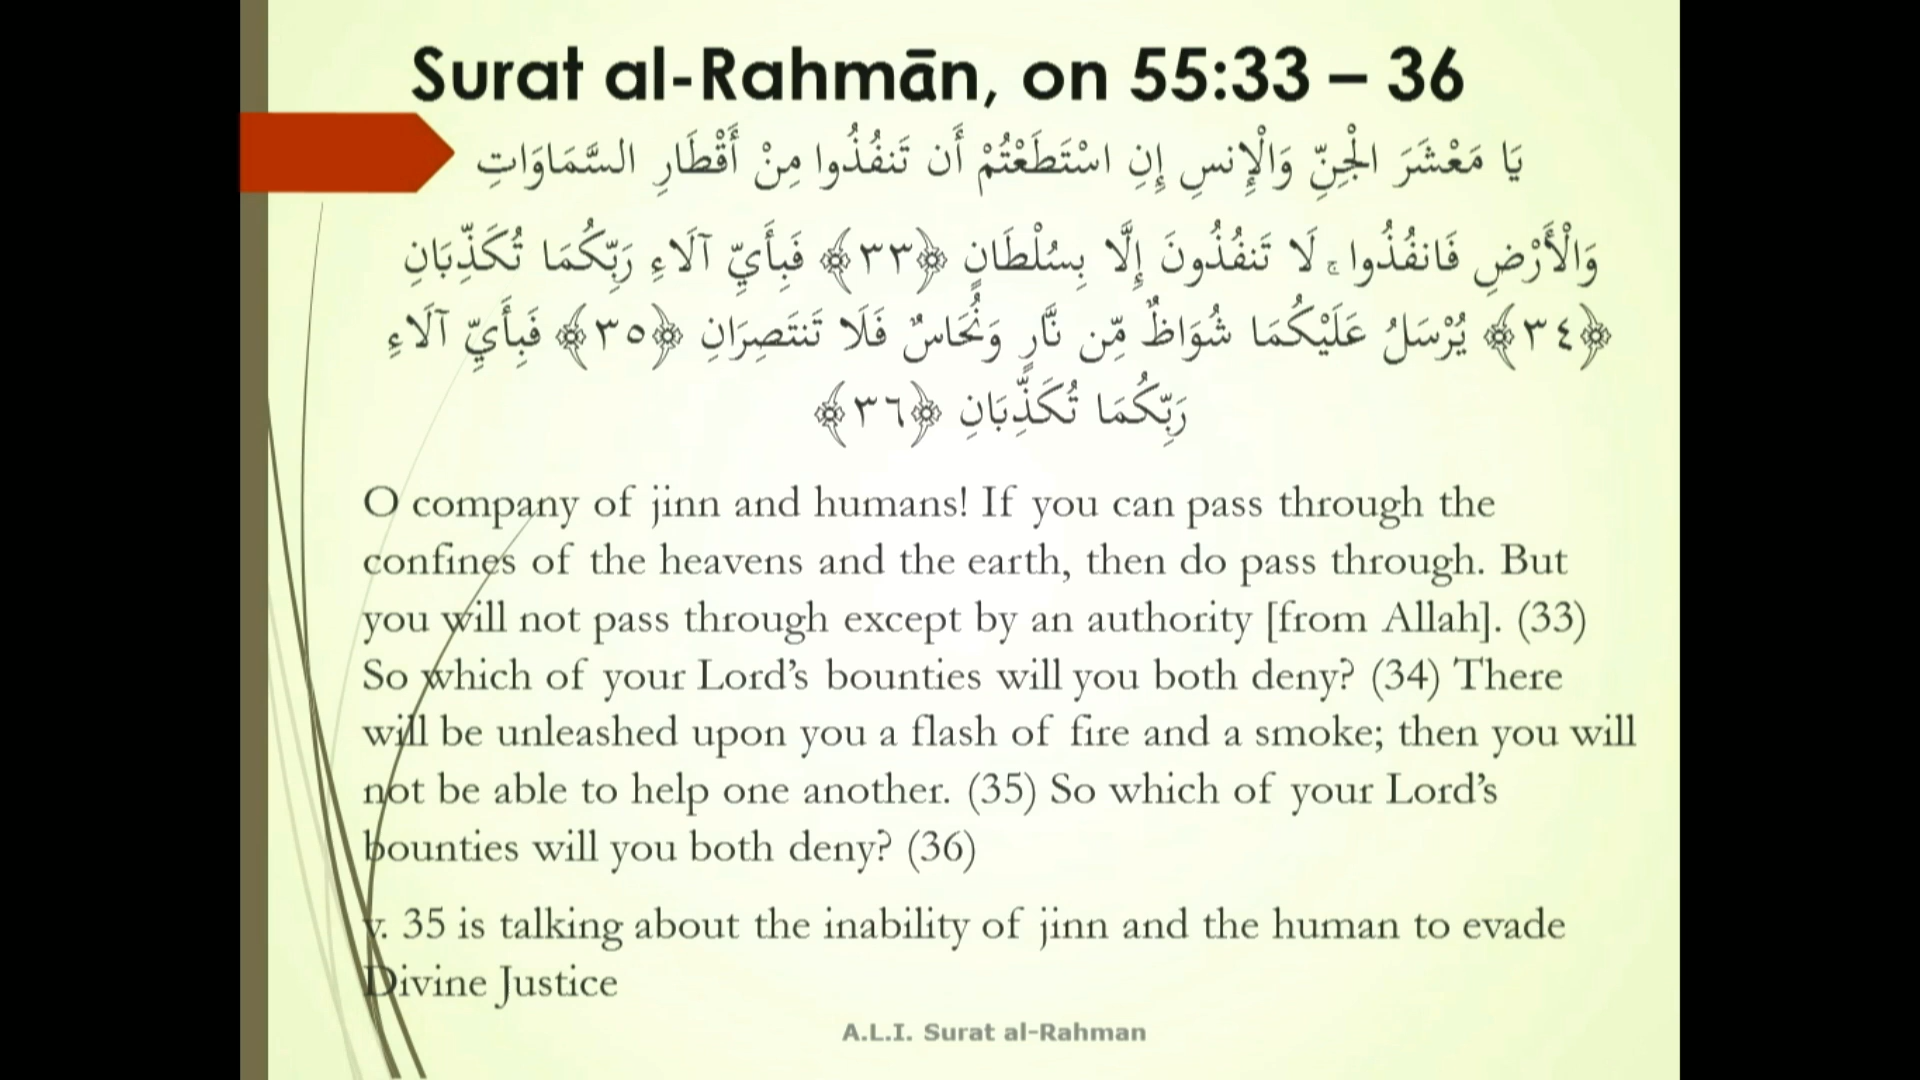 Surat al-Rahmān, on 55:33 – 36
يَا مَعْشَرَ الْجِنِّ وَالْإِنسِ إِنِ اسْتَطَعْتُمْ أَن تَنفُذُوا مِنْ أَقْطَارِ السَّمَاوَاتِ
وَالْأَرْضِ فَانفُذُوا ۚ لَا تَنفُذُونَ إِلَّا بِسُلْطَانٍ ﴿٣٣﴾ فَبِأَيِّ آلَاءِ رَبِّكُمَا تُكَذِّبَانِ
﴿٣٤﴾ يُرْسَلُ عَلَيْكُمَا شُوَاظٌ مِّن نَّارٍ وَنُحَاسٌ فَلَا تَنتَصِرَانِ ﴿٣٥﴾ فَبِأَيِّ آلَاءِ
رَبِّكُمَا تُكَذِّبَانِ ﴿٣٦﴾
O company of jinn and humans! If you can pass through the
confines of the heavens and the earth, then do pass through. But
you will not pass through except by an authority [from Allah]. (33)
So which of your Lord’s bounties will you both deny? (34) There
will be unleashed upon you a flash of fire and a smoke; then you will
not be able to help one another. (35) So which of your Lord’s
bounties will you both deny? (36)
v. 35 is talking about the inability of jinn and the human to evade
Divine Justice
A.L.I. Surat al-Rahman